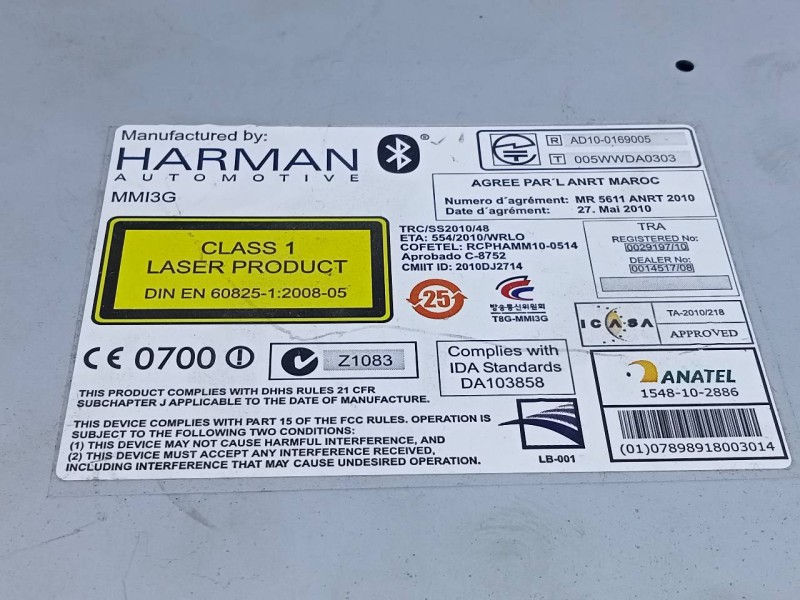 Manufactured by:
HARMAN
AUTOMOTIVE
MMI3G
®
R AD10-0169005
T 005WWDA0303
AGREE PAR'L ANRT MAROC
Numero d'agrément: MR 5611 ANRT 2010
Date d'agrément: 27. Mai 2010
CLASS 1
LASER PRODUCT
DIN EN 60825-1:2008-05
TRC/SS2010/48
ETA: 554/2010/WRLO
COFETEL: RCPHAMM10-0514
Aprobado C-8752
CMIIT ID: 2010DJ2714
TRA
REGISTERED No:
0029197/10
DEALER No:
0014517/08
25
방송통신위원회
T8G-MMI3G
ICASA
TA-2010/218
APPROVED
CE 0700
Z1083
Complies with
IDA Standards
DA103858
ANATEL
1548-10-2886
(01)07898918003014
THIS PRODUCT COMPLIES WITH DHHS RULES 21 CFR
SUBCHAPTER J APPLICABLE TO THE DATE OF MANUFACTURE.
THIS DEVICE COMPLIES WITH PART 15 OF THE FCC RULES. OPERATION IS
SUBJECT TO THE FOLLOWING TWO CONDITIONS:
(1) THIS DEVICE MAY NOT CAUSE HARMFUL INTERFERENCE, AND
(2) THIS DEVICE MUST ACCEPT ANY INTERFERENCE RECEIVED,
INCLUDING INTERFERENCE THAT MAY CAUSE UNDESIRED OPERATION.
LB-001